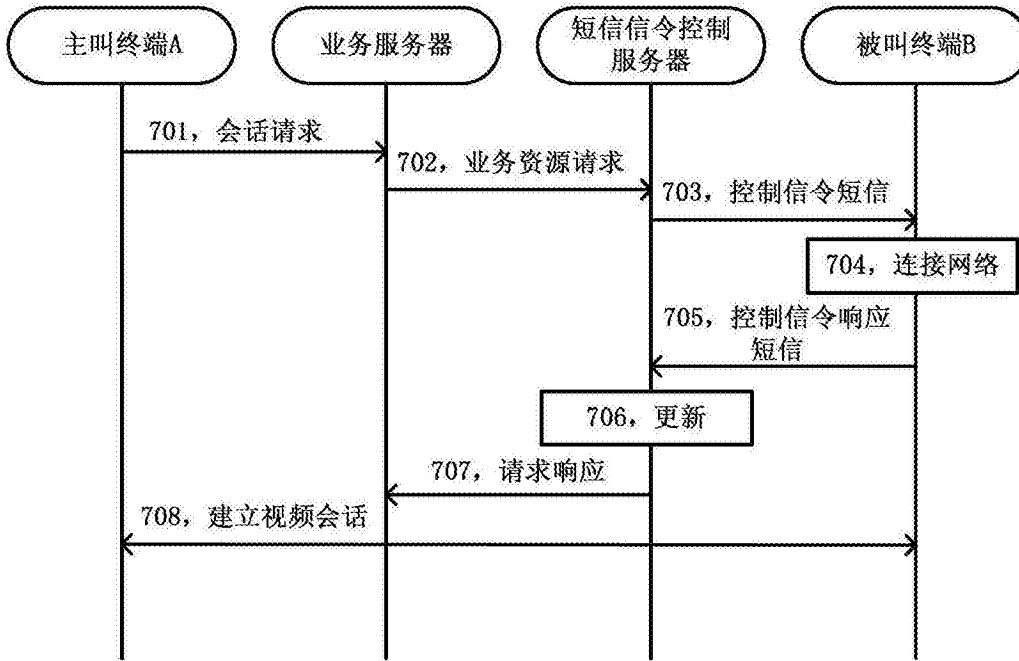 主叫终端A
业务服务器
短信信令控制
服务器
被叫终端B
701，会话请求
702，业务资源请求
703，控制信令短信
704，连接网络
705，控制信令响应
短信
706，更新
707，请求响应
708，建立视频会话